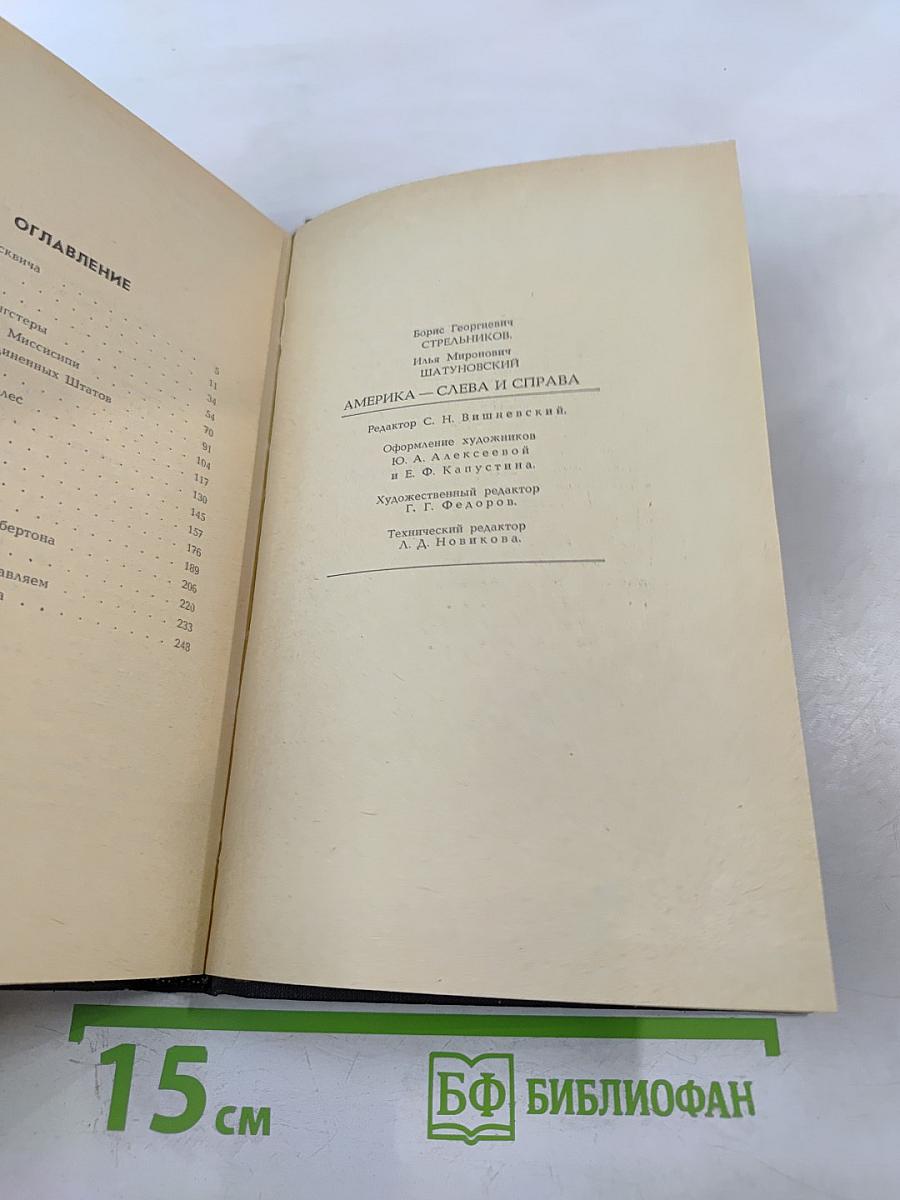 ОГЛАВЛЕНИЕ
сквича
5
11
нгстеры
34
Миссисипи
54
диненных Штатов
70
лес
91
104
117
130
145
157
176
бертона
189
206
авляем
220
а
233
248
Борис Георгиевич
СТРЕЛЬНИКОВ,
Илья Миронович
ШАТУНОВСКИЙ
АМЕРИКА — СЛЕВА И СПРАВА
Редактор С. Н. Вишневский.
Оформление художников
Ю. А. Алексеевой
и Е. Ф. Капустина.
Художественный редактор
Г. Г. Федоров.
Технический редактор
Л. Д. Новикова.
15 см
БФ БИБЛИОФАН